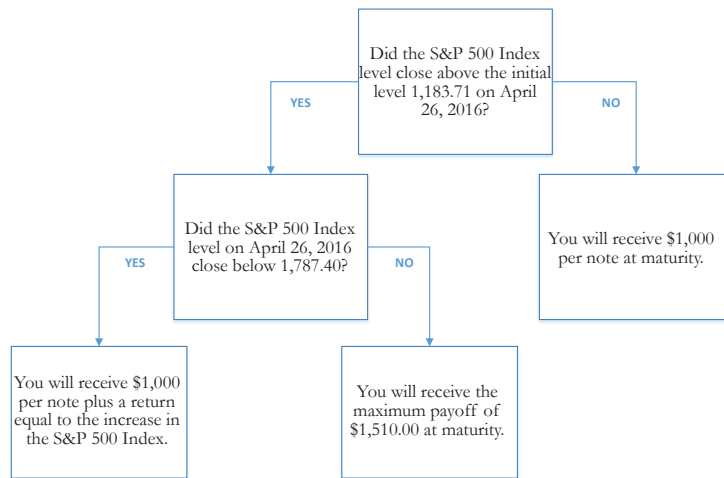 Did the S&P 500 Index
level close above the initial
level 1,183.71 on April
26, 2016?
YES
NO
Did the S&P 500 Index
level on April 26, 2016
close below 1,787.40?
You will receive $1,000
per note at maturity.
YES
NO
You will receive $1,000
per note plus a return
equal to the increase in
the S&P 500 Index.
You will receive the
maximum payoff of
$1,510.00 at maturity.